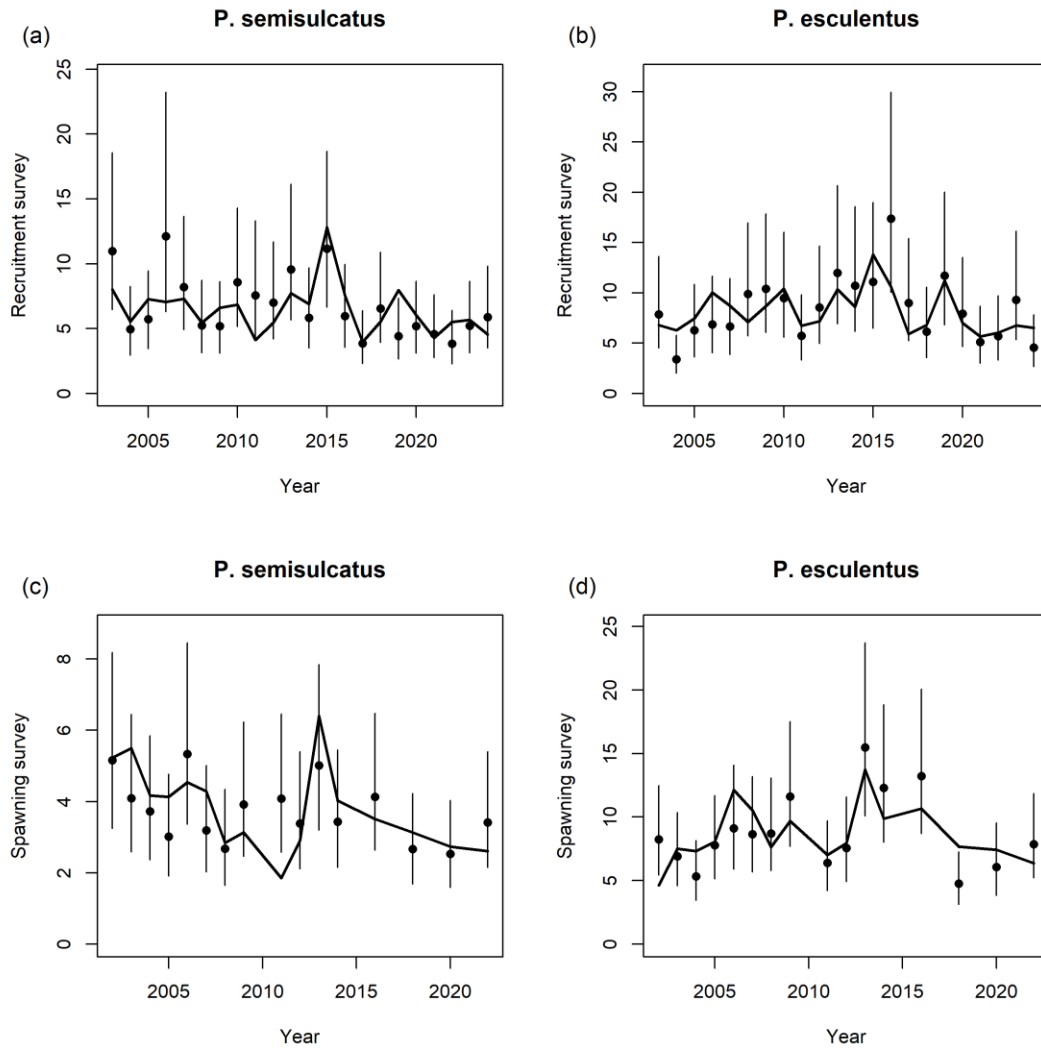 P. semisulcatus
(a)
Recruitment survey
25
20
15
10
5
0
2005 2010 2015 2020
Year
P. esculentus
(b)
Recruitment survey
30
25
20
15
10
5
0
2005 2010 2015 2020
Year
P. semisulcatus
(c)
Spawning survey
8
6
4
2
0
2005 2010 2015 2020
Year
P. esculentus
(d)
Spawning survey
25
20
15
10
5
0
2005 2010 2015 2020
Year